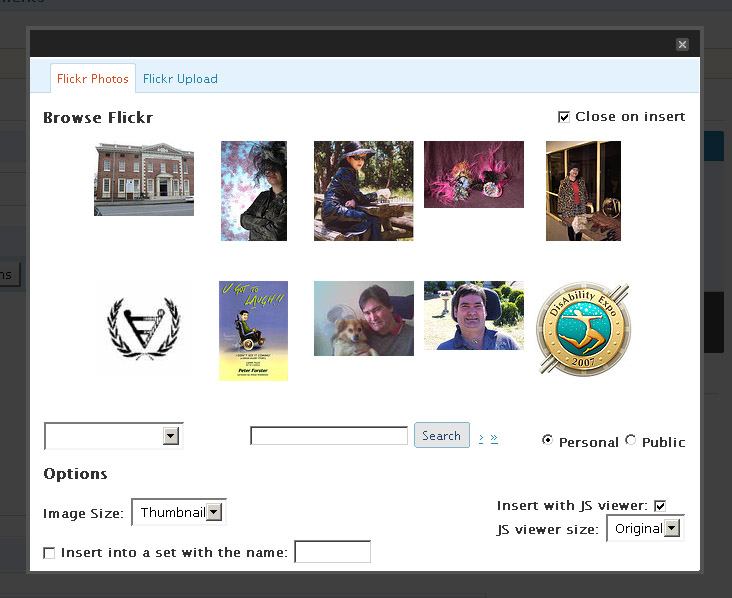 Flickr Photos Flickr Upload
Browse Flickr
Close on insert
U GOT TO
LAUGH!!
Peter Forster
DisAbility Expo
2007
Search › »
Personal Public
Options
Image Size: Thumbnail
Insert with JS viewer:
JS viewer size: Original
Insert into a set with the name: